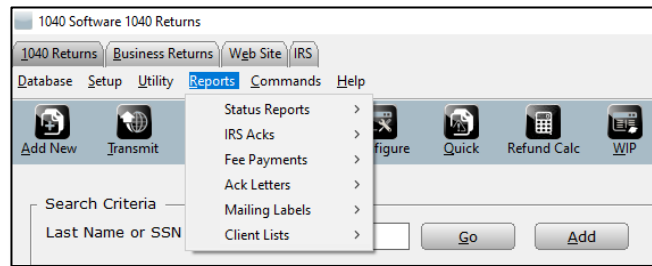 1040 Software 1040 Returns
1040 Returns Business Returns Web Site IRS
Database Setup Utility Reports Commands Help
Status Reports >
IRS Acks >
Fee Payments >
Ack Letters >
Mailing Labels >
Client Lists >
Add New Transmit figure Quick Refund Calc WIP
Search Criteria
Last Name or SSN Go Add